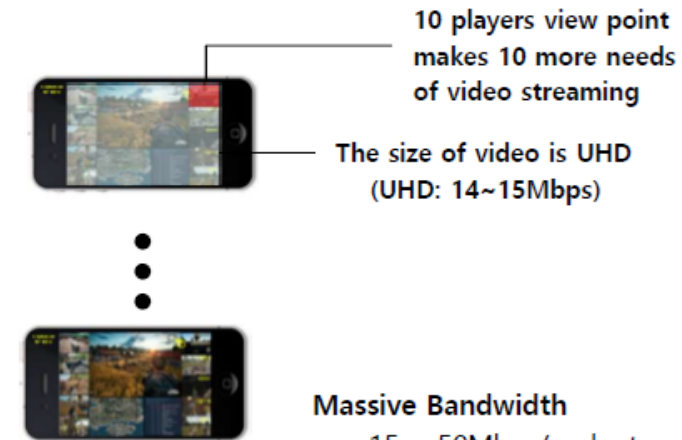 10 players view point
makes 10 more needs
of video streaming
The size of video is UHD
(UHD: 14~15Mbps)
Massive Bandwidth